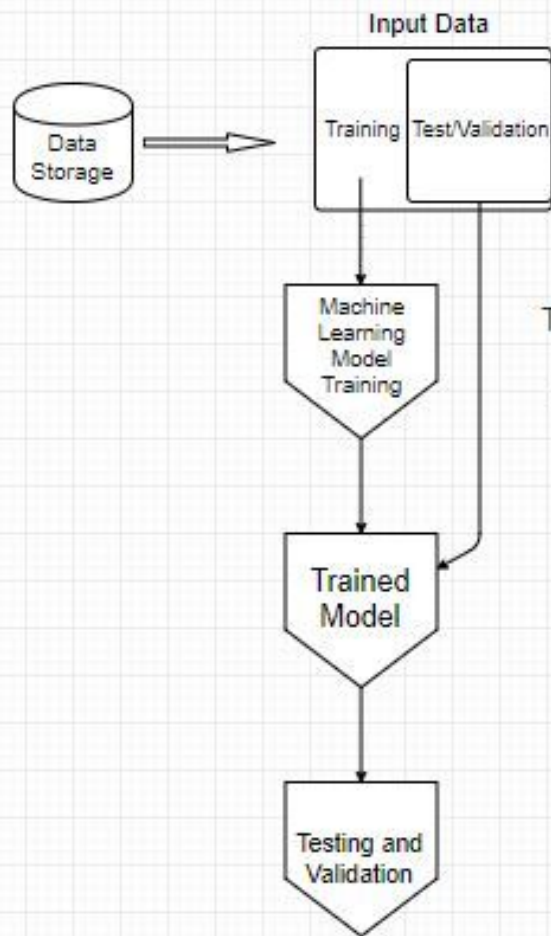 Input Data
Data
Storage
Training
Test/Validation
Machine
Learning
Model
Training
T
Trained
Model
Testing and
Validation